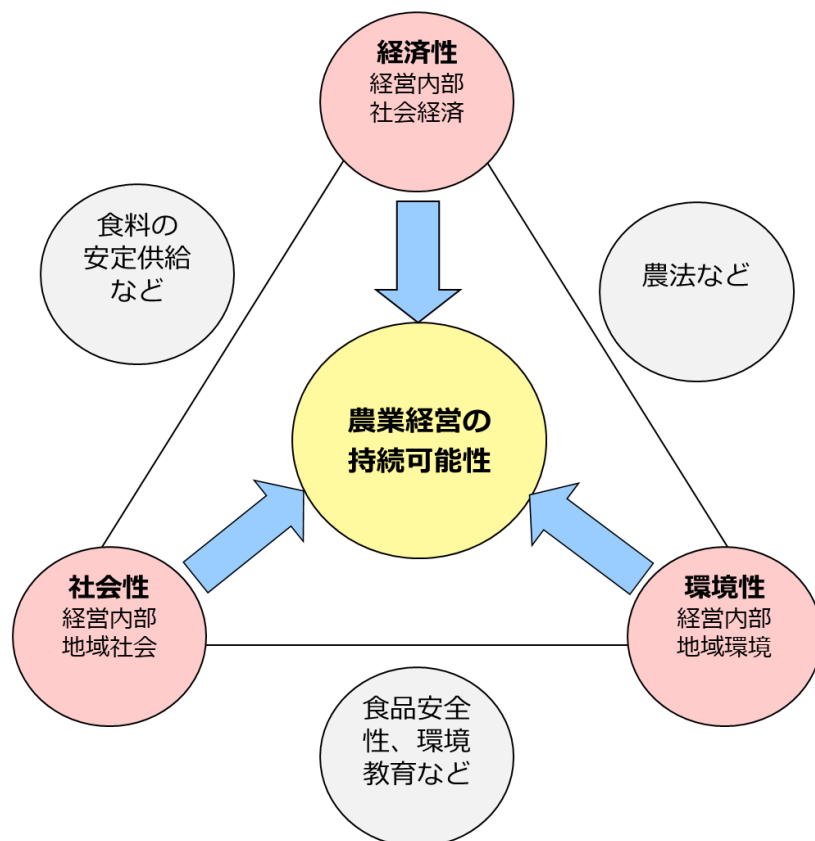 経済性
経営内部
社会経済
食料の
安定供給
など
農法など
農業経営の
持続可能性
社会性
経営内部
地域社会
環境性
経営内部
地域環境
食品安全
性、環境
教育など